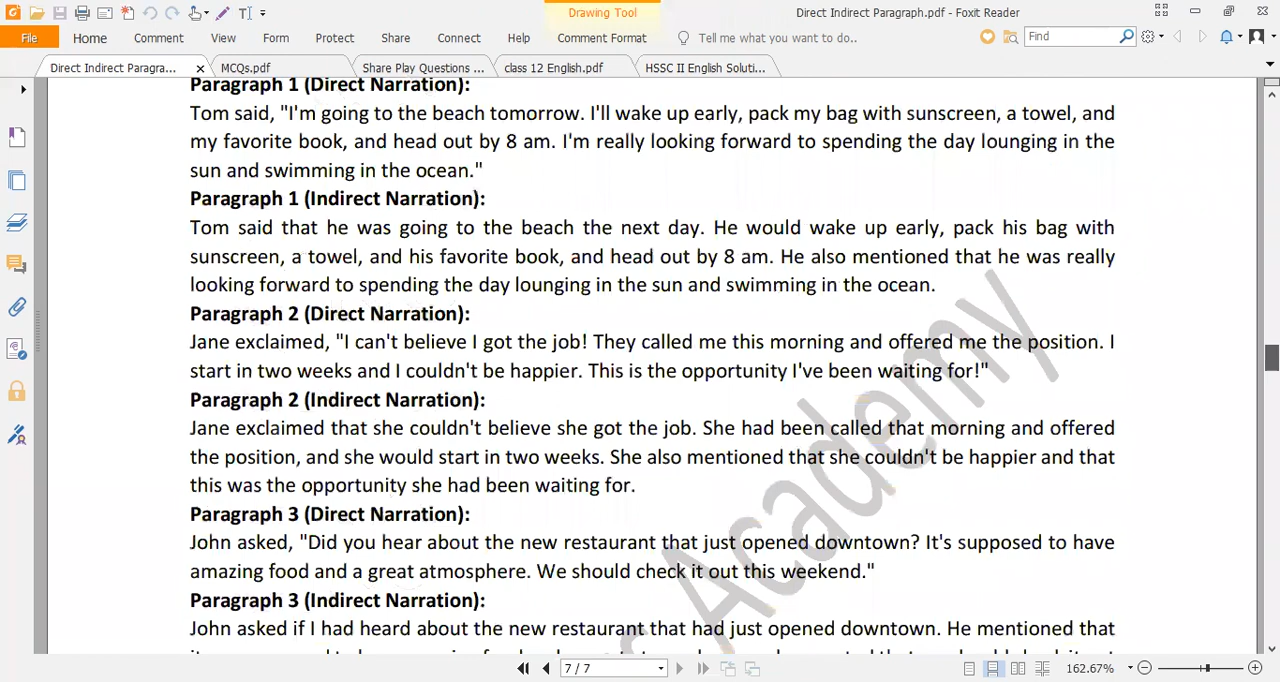 Drawing Tool
Direct Indirect Paragraph.pdf - Foxit Reader
File Home Comment View Form Protect Share Connect Help Comment Format Tell me what you want to do.. Find
Direct Indirect Paragra... MCQs.pdf Share Play Questions ... class 12 English.pdf HSSC II English Soluti...
Paragraph 1 (Direct Narration):
Tom said, "I'm going to the beach tomorrow. I'll wake up early, pack my bag with sunscreen, a towel, and
my favorite book, and head out by 8 am. I'm really looking forward to spending the day lounging in the
sun and swimming in the ocean."
Paragraph 1 (Indirect Narration):
Tom said that he was going to the beach the next day. He would wake up early, pack his bag with
sunscreen, a towel, and his favorite book, and head out by 8 am. He also mentioned that he was really
looking forward to spending the day lounging in the sun and swimming in the ocean.
Paragraph 2 (Direct Narration):
Jane exclaimed, "I can't believe I got the job! They called me this morning and offered me the position. I
start in two weeks and I couldn't be happier. This is the opportunity I've been waiting for!"
Paragraph 2 (Indirect Narration):
Jane exclaimed that she couldn't believe she got the job. She had been called that morning and offered
the position, and she would start in two weeks. She also mentioned that she couldn't be happier and that
this was the opportunity she had been waiting for.
Paragraph 3 (Direct Narration):
John asked, "Did you hear about the new restaurant that just opened downtown? It's supposed to have
amazing food and a great atmosphere. We should check it out this weekend."
Paragraph 3 (Indirect Narration):
John asked if I had heard about the new restaurant that had just opened downtown. He mentioned that
Academy
7 / 7
162.67%